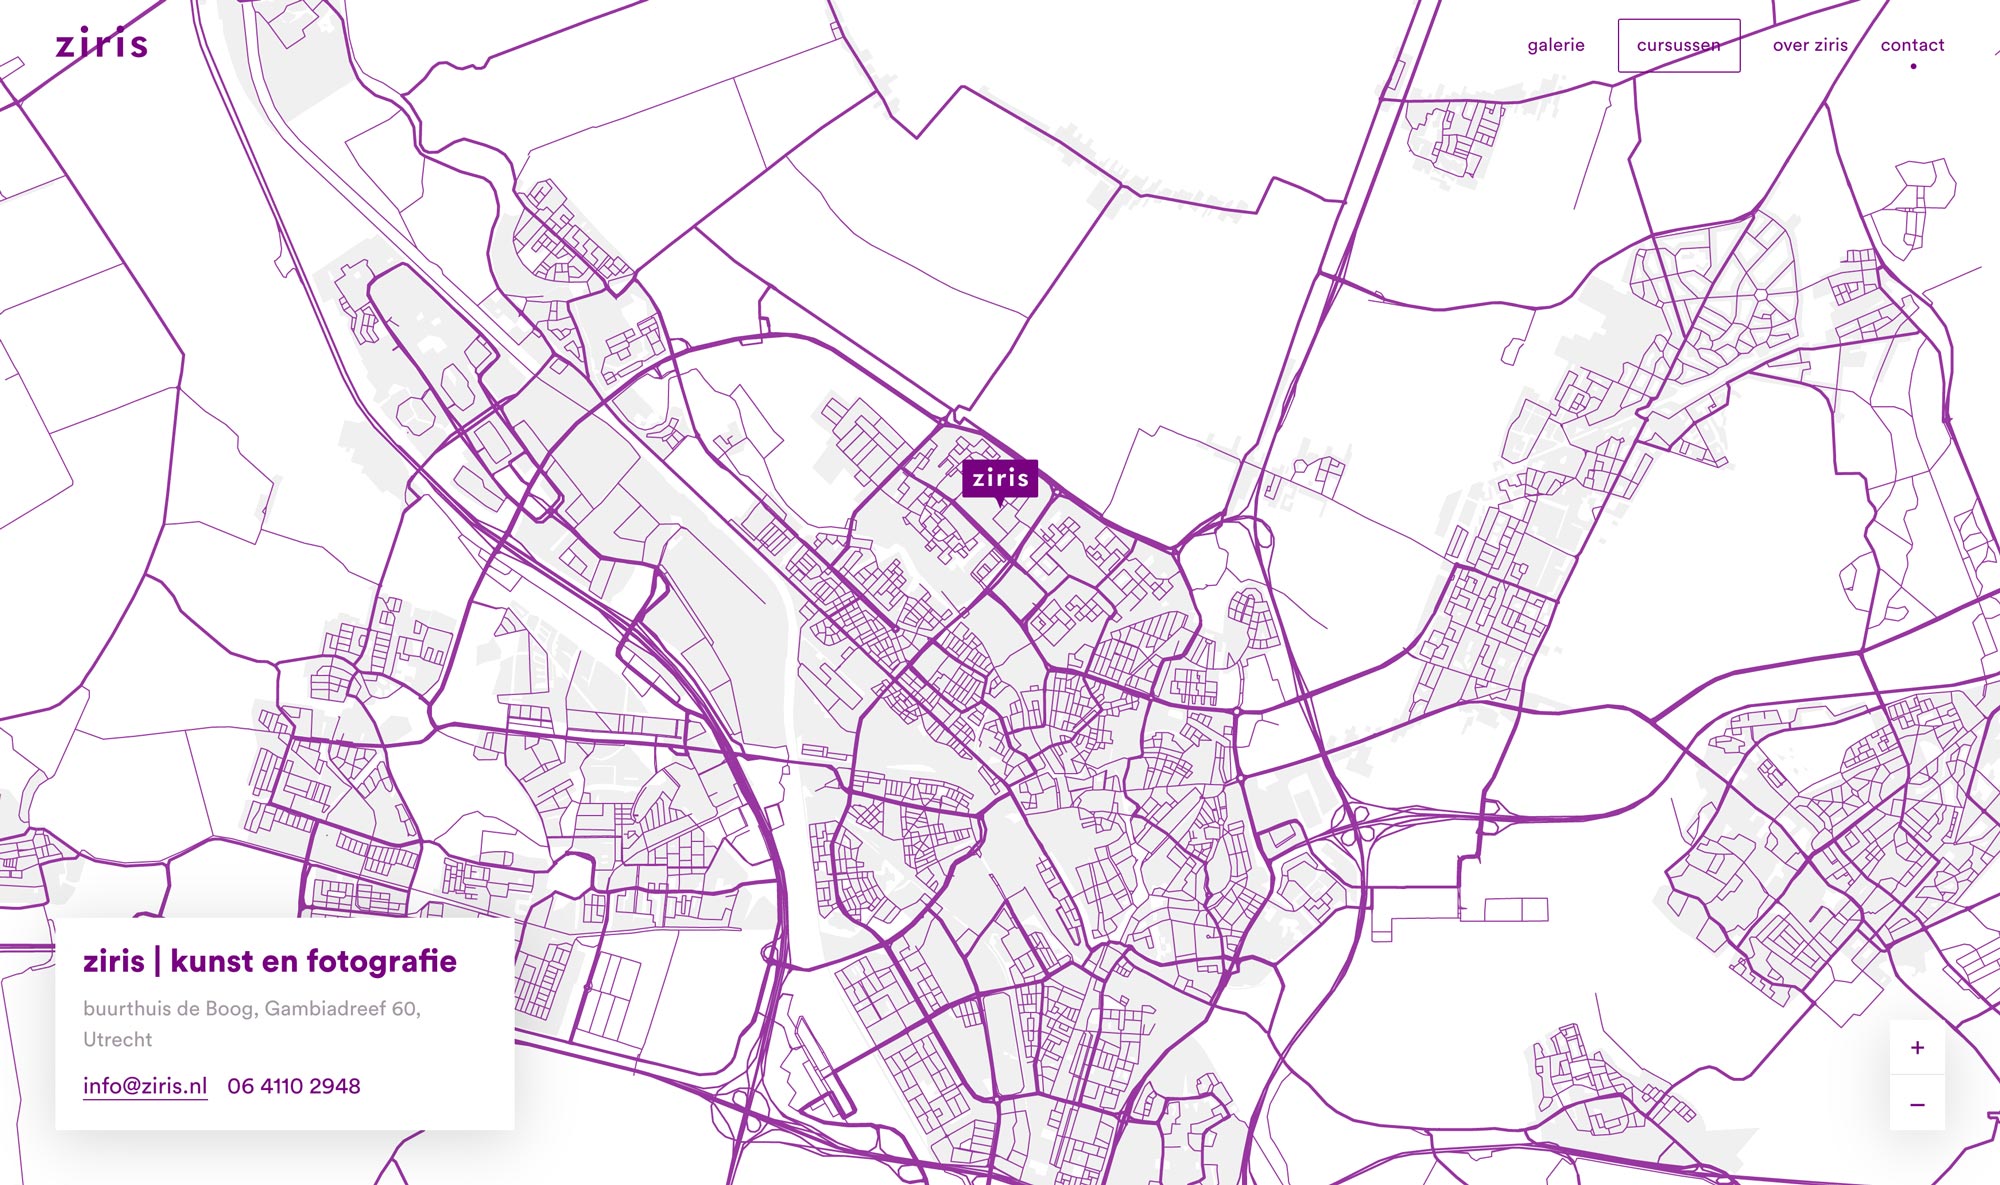 ziris
galerie
cursussen
over ziris
contact
ziris
ziris | kunst en fotografie
buurthuis de Boog, Gambiadreef 60,
Utrecht
info@ziris.nl 06 4110 2948
+
−